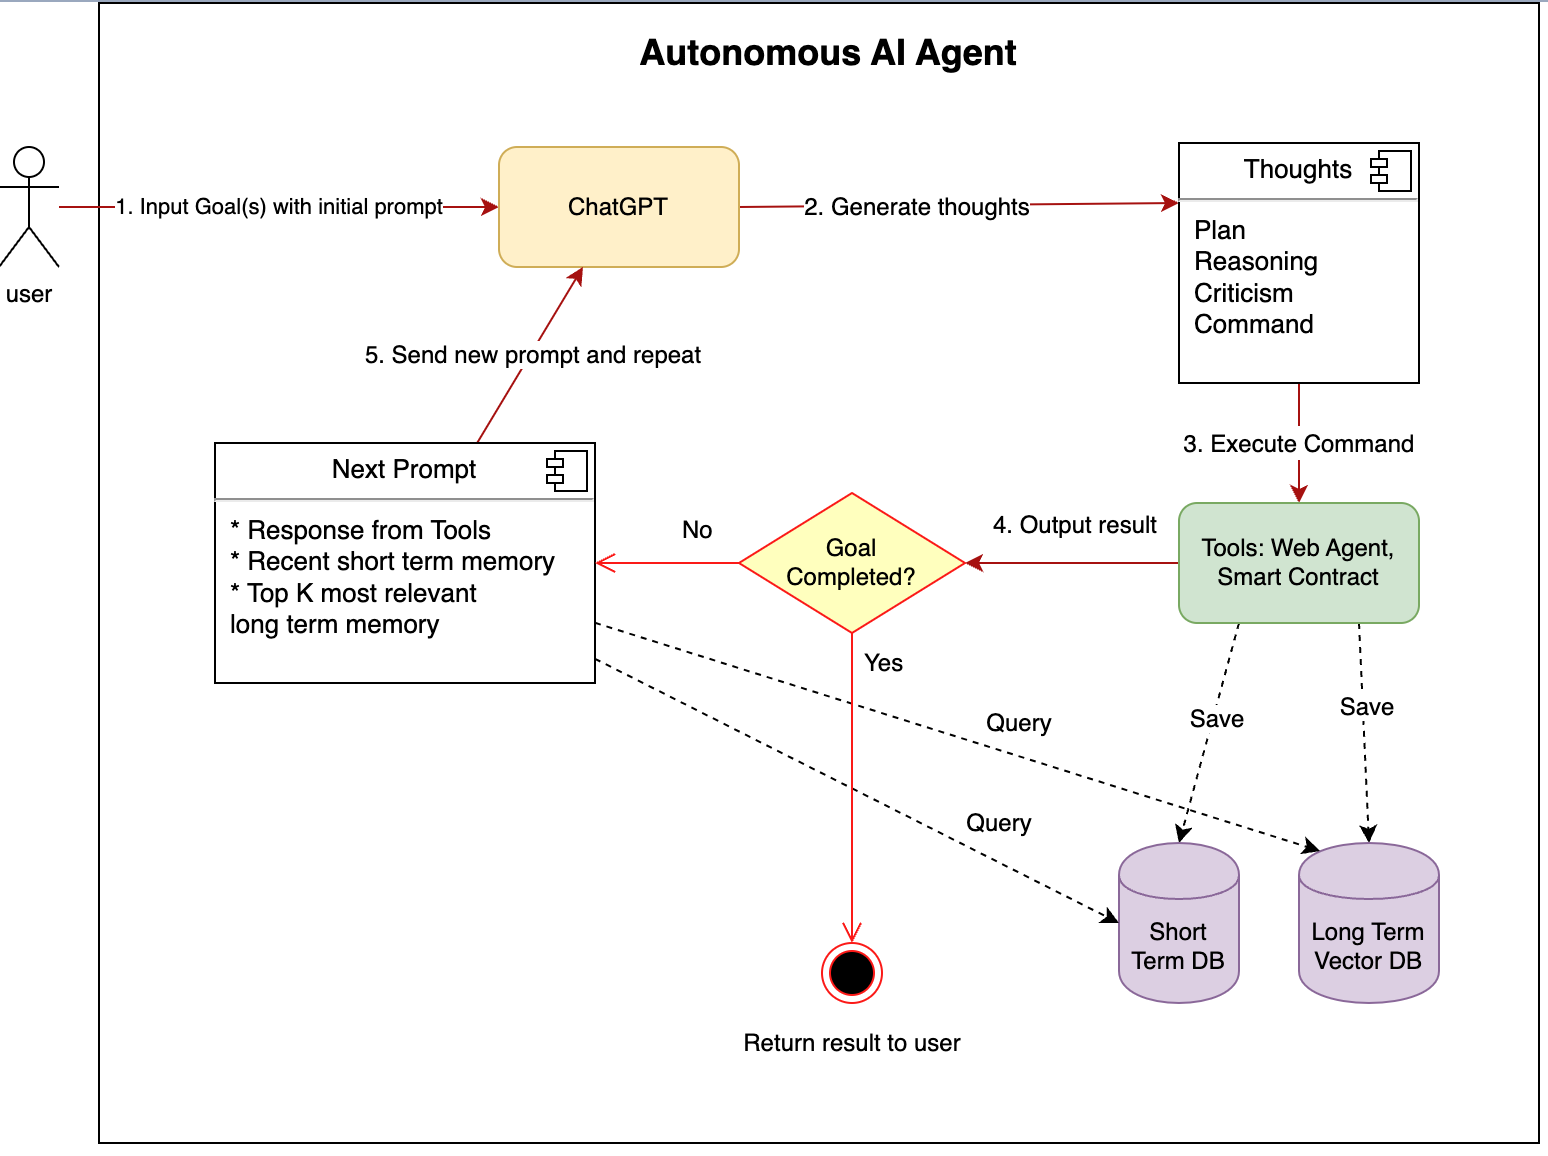 Autonomous AI Agent
user
1. Input Goal(s) with initial prompt
ChatGPT
2. Generate thoughts
Thoughts
Plan
Reasoning
Criticism
Command
3. Execute Command
Tools: Web Agent,
Smart Contract
4. Output result
Goal
Completed?
No
Yes
Next Prompt
* Response from Tools
* Recent short term memory
* Top K most relevant
long term memory
5. Send new prompt and repeat
Query
Query
Save
Save
Short
Term DB
Long Term
Vector DB
Return result to user